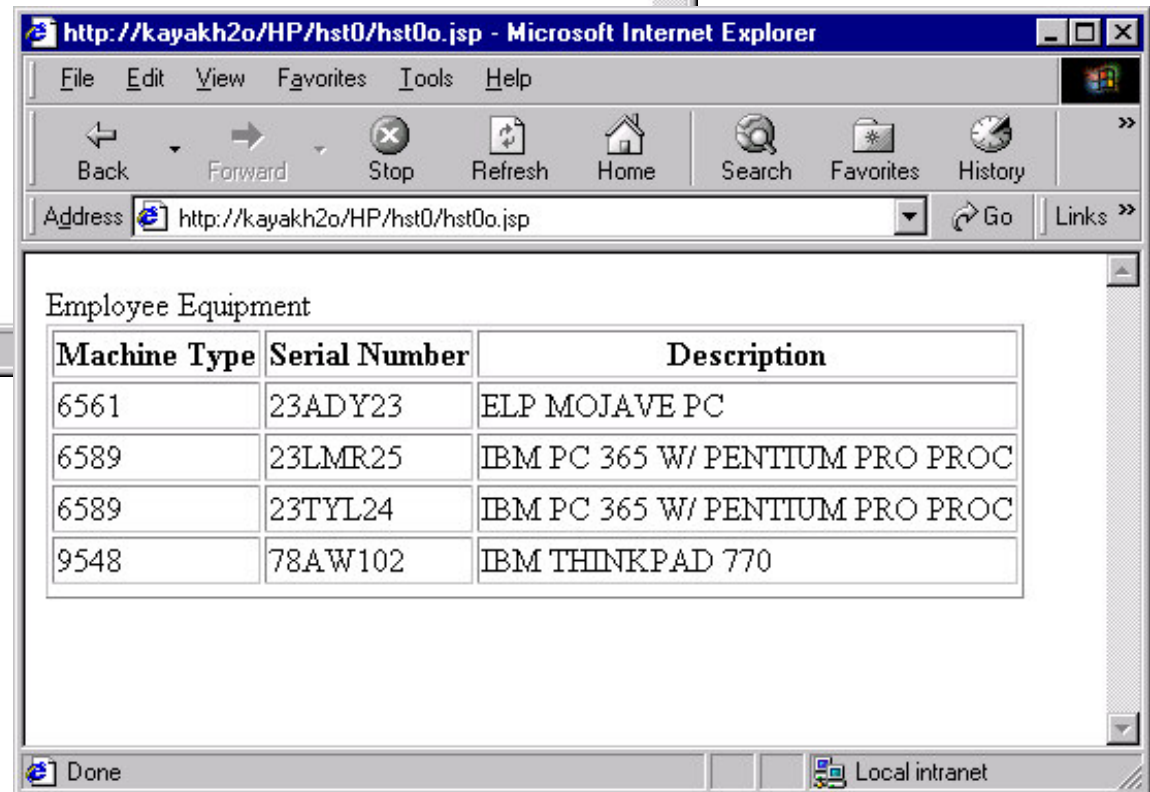 http://kayakh2o/HP/hst0/hst0o.jsp - Microsoft Internet Explorer
File Edit View Favorites Tools Help
Back Forward Stop Refresh Home Search Favorites History »
Address http://kayakh2o/HP/hst0/hst0o.jsp Go Links »
Employee Equipment
Machine Type Serial Number Description
6561 23ADY23 ELP MOJAVE PC
6589 23LMR25 IBM PC 365 W/ PENTIUM PRO PROC
6589 23TYL24 IBM PC 365 W/ PENTIUM PRO PROC
9548 78AW102 IBM THINKPAD 770
Done Local intranet